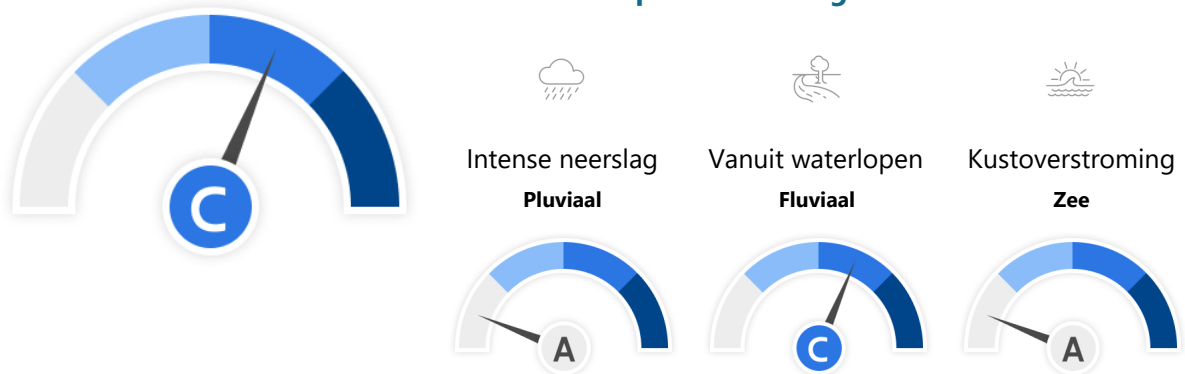 C
Intense neerslag
Vanuit waterlopen
Kustoverstroming
Pluviaal
Fluviaal
Zee
A
C
A